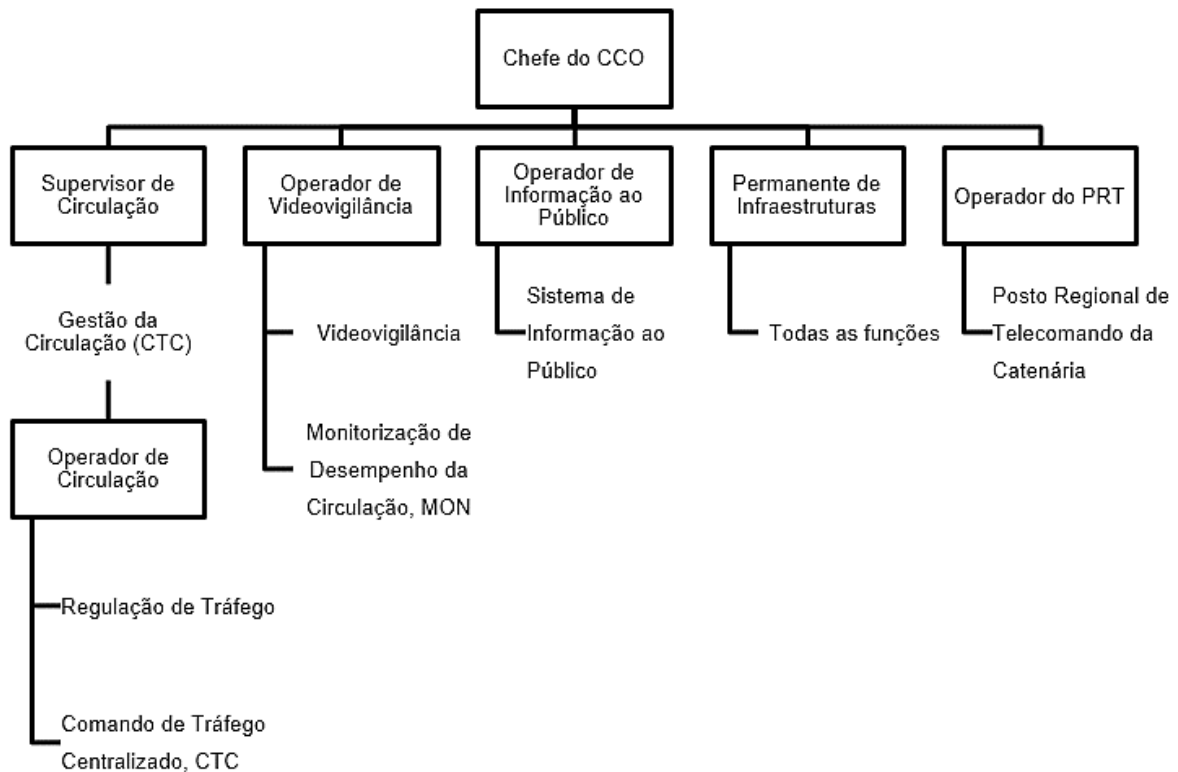 Chefe do CCO
Supervisor de
Circulação
Operador de
Videovigilância
Operador de
Informação ao
Público
Permanente de
Infraestruturas
Operador do PRT
Gestão da
Circulação (CTC)
Videovigilância
Sistema de
Informação ao
Público
Todas as funções
Posto Regional de
Telecomando da
Catenária
Operador de
Circulação
Monitorização de
Desempenho da
Circulação, MON
Regulação de Tráfego
Comando de Tráfego
Centralizado, CTC